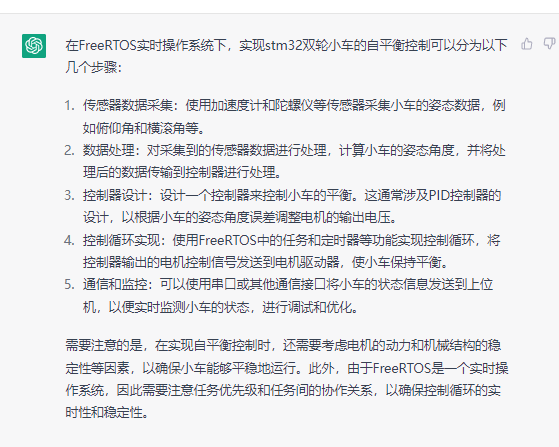 在FreeRTOS实时操作系统下，实现stm32双轮小车的自平衡控制可以分为以下
几个步骤：
1. 传感器数据采集：使用加速度计和陀螺仪等传感器采集小车的姿态数据，例
如俯仰角和横滚角等。
2. 数据处理：对采集到的传感器数据进行处理，计算小车的姿态角度，并将处
理后的数据传输到控制器进行处理。
3. 控制器设计：设计一个控制器来控制小车的平衡。这通常涉及PID控制器的
设计，以根据小车的姿态角度误差调整电机的输出电压。
4. 控制循环实现：使用FreeRTOS中的任务和定时器等功能实现控制循环，将
控制器输出的电机控制信号发送到电机驱动器，使小车保持平衡。
5. 通信和监控：可以使用串口或其他通信接口将小车的状态信息发送到上位
机，以便实时监测小车的状态，进行调试和优化。
需要注意的是，在实现自平衡控制时，还需要考虑电机的动力和机械结构的稳
定性等因素，以确保小车能够平稳地运行。此外，由于FreeRTOS是一个实时操
作系统，因此需要注意任务优先级和任务间的协作关系，以确保控制循环的实
时性和稳定性。